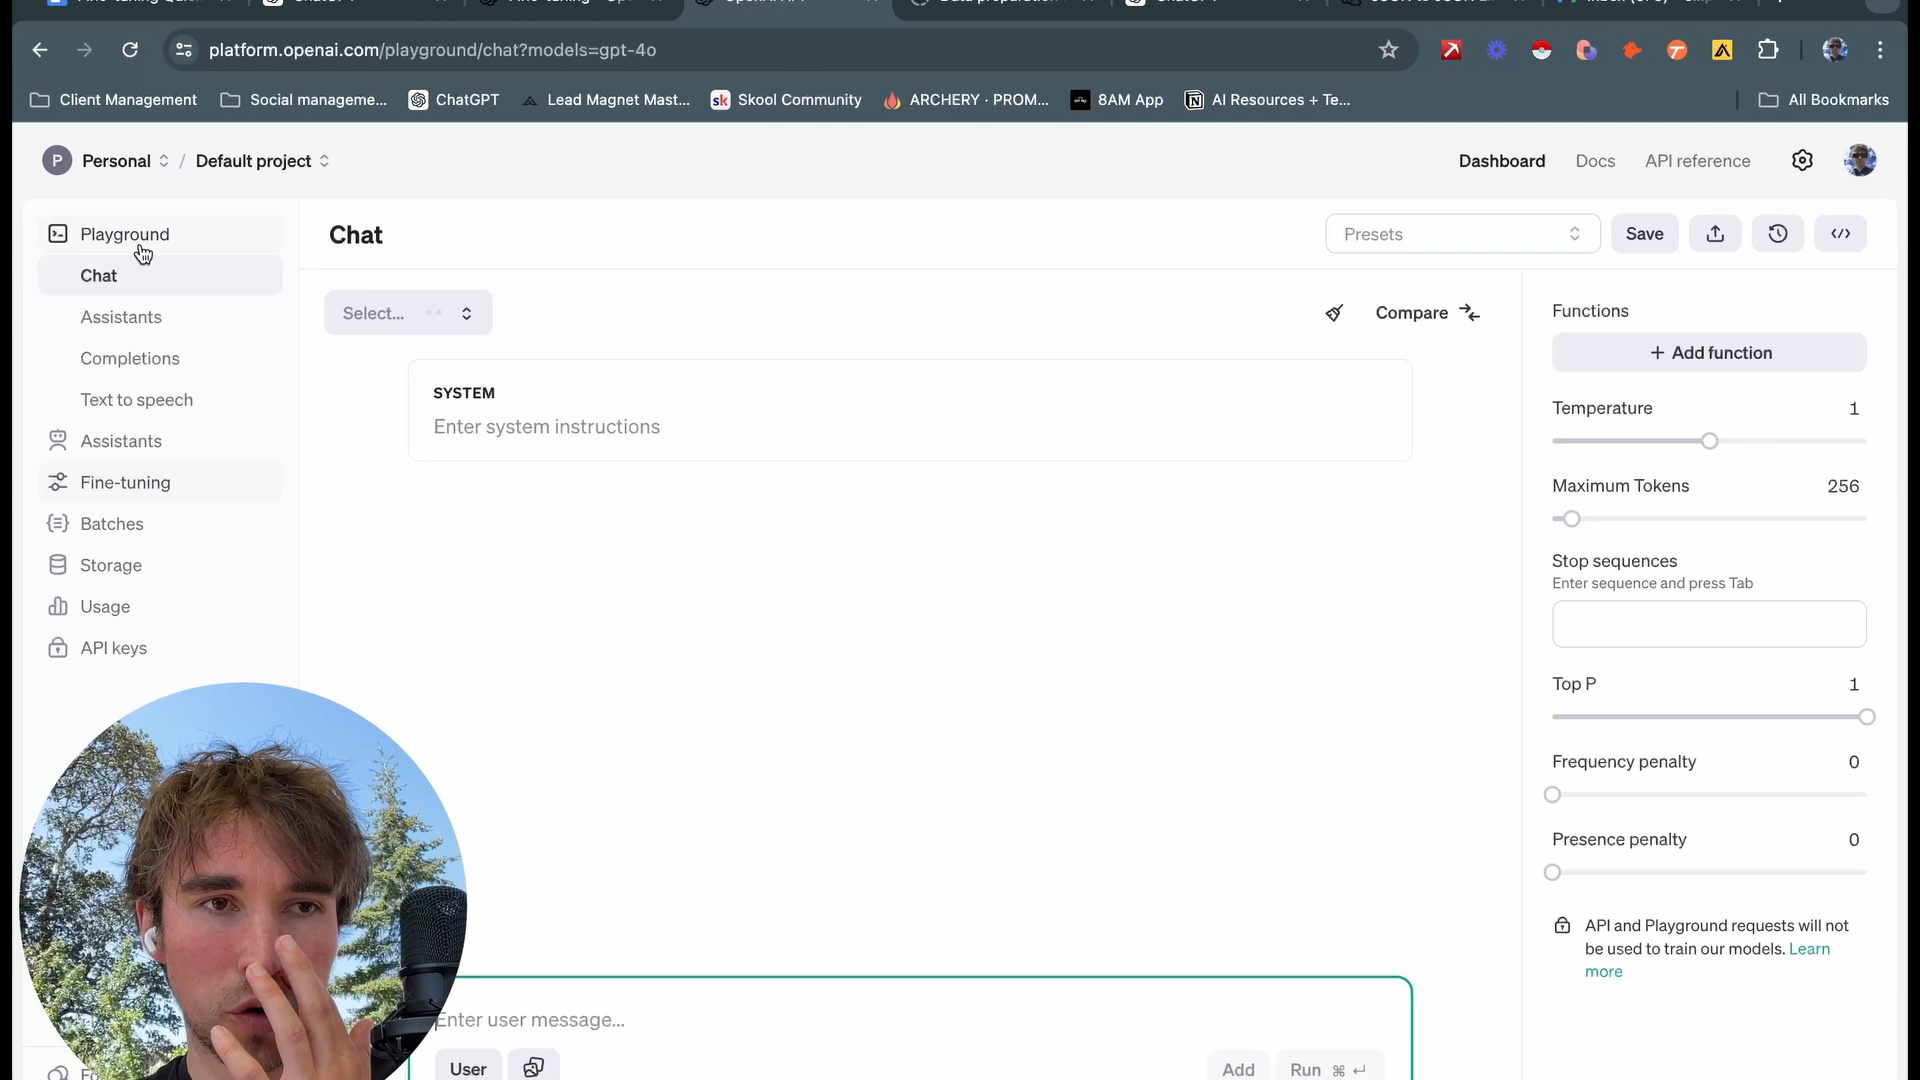 platform.openai.com/playground/chat?models=gpt-4o
Client Management
Social manageme...
ChatGPT
Lead Magnet Mast...
sk
Skool Community
ARCHERY · PROM...
8AM App
AI Resources + Te...
All Bookmarks
P
Personal
/
Default project
Dashboard
Docs
API reference
Playground
Chat
Assistants
Completions
Text to speech
Assistants
Fine-tuning
Batches
Storage
Usage
API keys
Chat
Presets
Save
Select...
Compare
SYSTEM
Enter system instructions
Functions
+ Add function
Temperature 1
Maximum Tokens 256
Stop sequences
Enter sequence and press Tab
Top P 1
Frequency penalty 0
Presence penalty 0
API and Playground requests will not
be used to train our models. Learn
more
Enter user message...
User
Add
Run ⌘ ↵